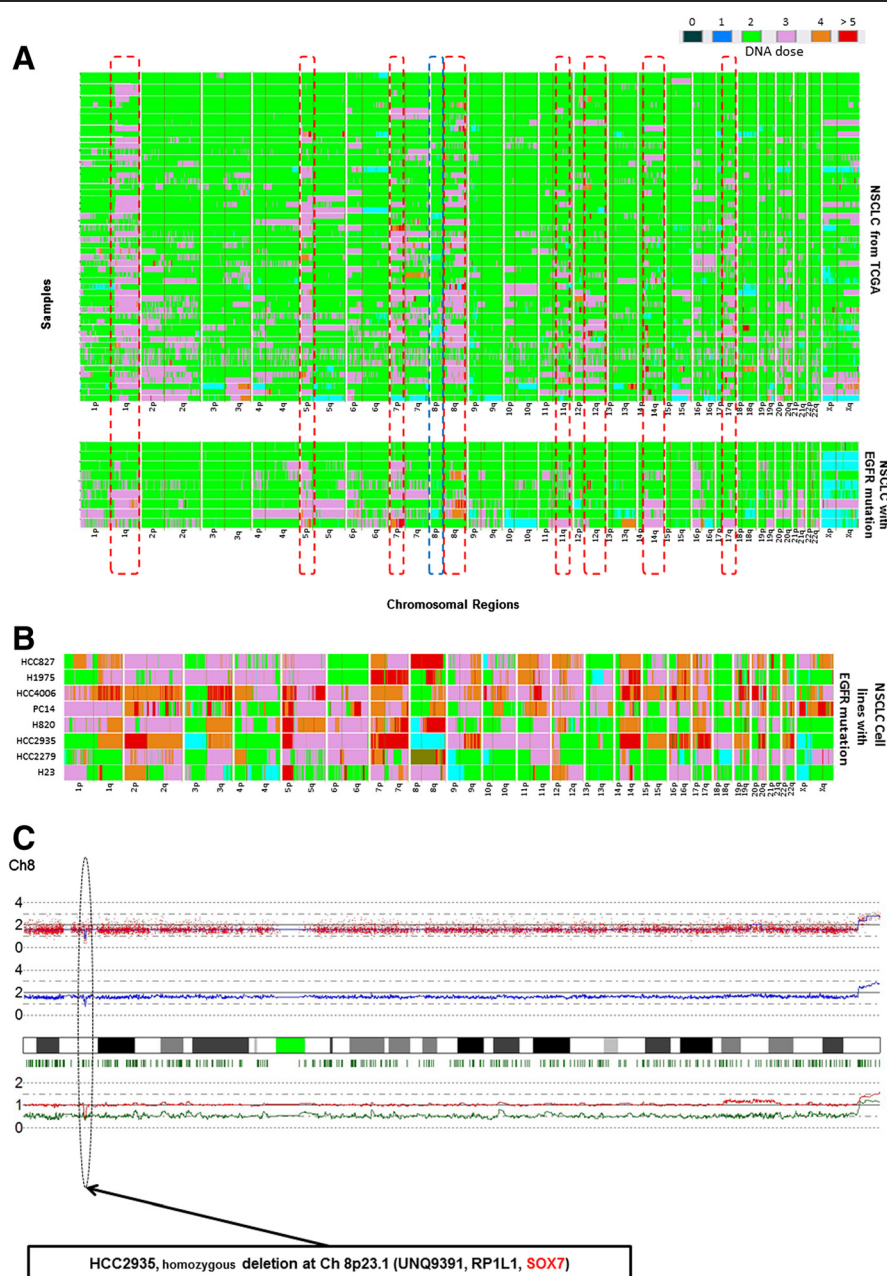 0 1 2 3 4 > 5
DNA dose
A
Samples
NSCLC from TCGA
1p 1q 2p 2q 3p 3q 4p 4q 5p 5q 6p 6q 7p 7q 8p 8q 9p 9q 10p 10q 11p 11q 12p 12q 13q 14p 14q 15p 15q 16p 16q 17p 17q 18p 18q 19p 19q 20p 20q 21p 21q 22p 22q Xp Xq
NSCLC with
EGFR mutation
1p 1q 2p 2q 3p 3q 4p 4q 5p 5q 6p 6q 7p 7q 8p 8q 9p 9q 10p 10q 11p 11q 12p 12q 13p 13q 14q 15p 15q 16p 16q 17p 17q 18p 18q 19p 19q 20p 20q 21p 21q 22p 22q Xp Xq
Chromosomal Regions
B
HCC827
H1975
HCC4006
PC14
H820
HCC2935
HCC2279
H23
NSCLC Cell
lines with
EGFR mutation
1p 1q 2p 2q 3p 3q 4p 4q 5p 5q 6p 6q 7p 7q 8p 8q 9p 9q 10p 10q 11p 11q 12p 12q 13p 13q 14p 14q 15p 15q 16p 16q 17p 17q 18p 18q 19p 19q 20p 20q 21p 22p 22q Xp Xq
C
Ch8
4
2
0
4
2
0
2
1
0
HCC2935, homozygous deletion at Ch 8p23.1 (UNQ9391, RP1L1, SOX7)